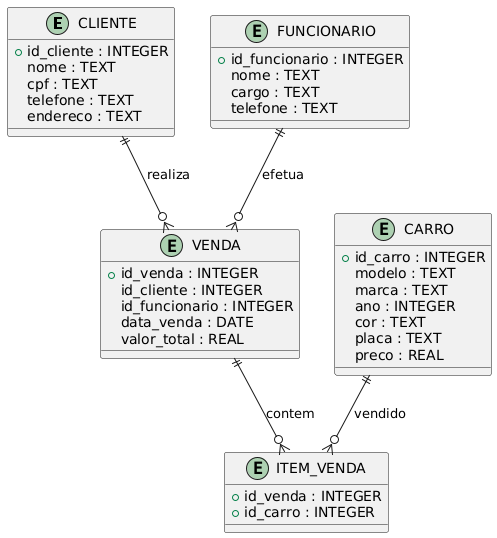 E CLIENTE
id_cliente : INTEGER
nome : TEXT
cpf : TEXT
telefone : TEXT
endereco : TEXT
E FUNCIONARIO
id_funcionario : INTEGER
nome : TEXT
cargo : TEXT
telefone : TEXT
realiza
efetua
E VENDA
id_venda : INTEGER
id_cliente : INTEGER
id_funcionario : INTEGER
data_venda : DATE
valor_total : REAL
E CARRO
id_carro : INTEGER
modelo : TEXT
marca : TEXT
ano : INTEGER
cor : TEXT
placa : TEXT
preco : REAL
contem
vendido
E ITEM_VENDA
id_venda : INTEGER
id_carro : INTEGER